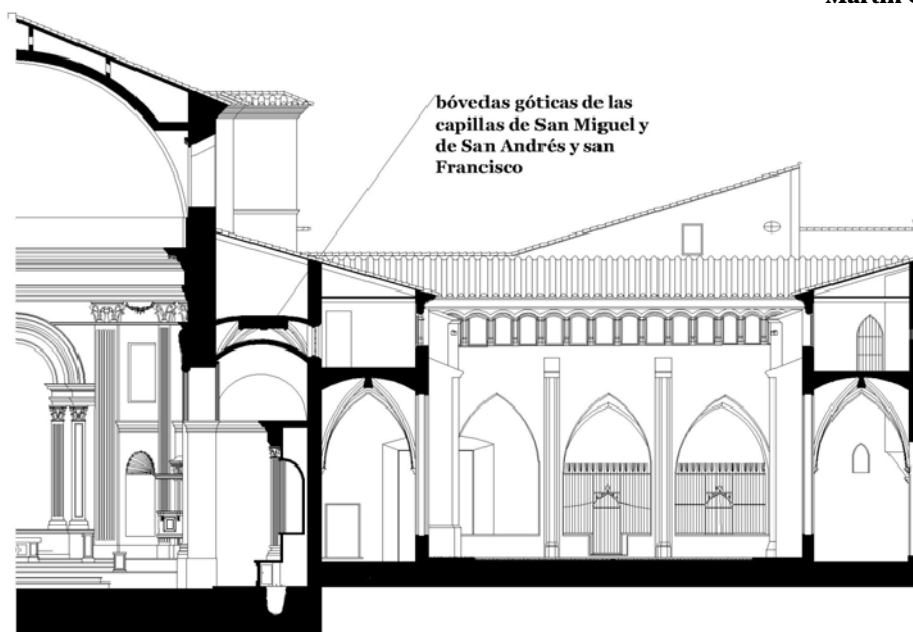 bóvedas góticas de las
capillas de San Miguel y
de San Andrés y san
Francisco